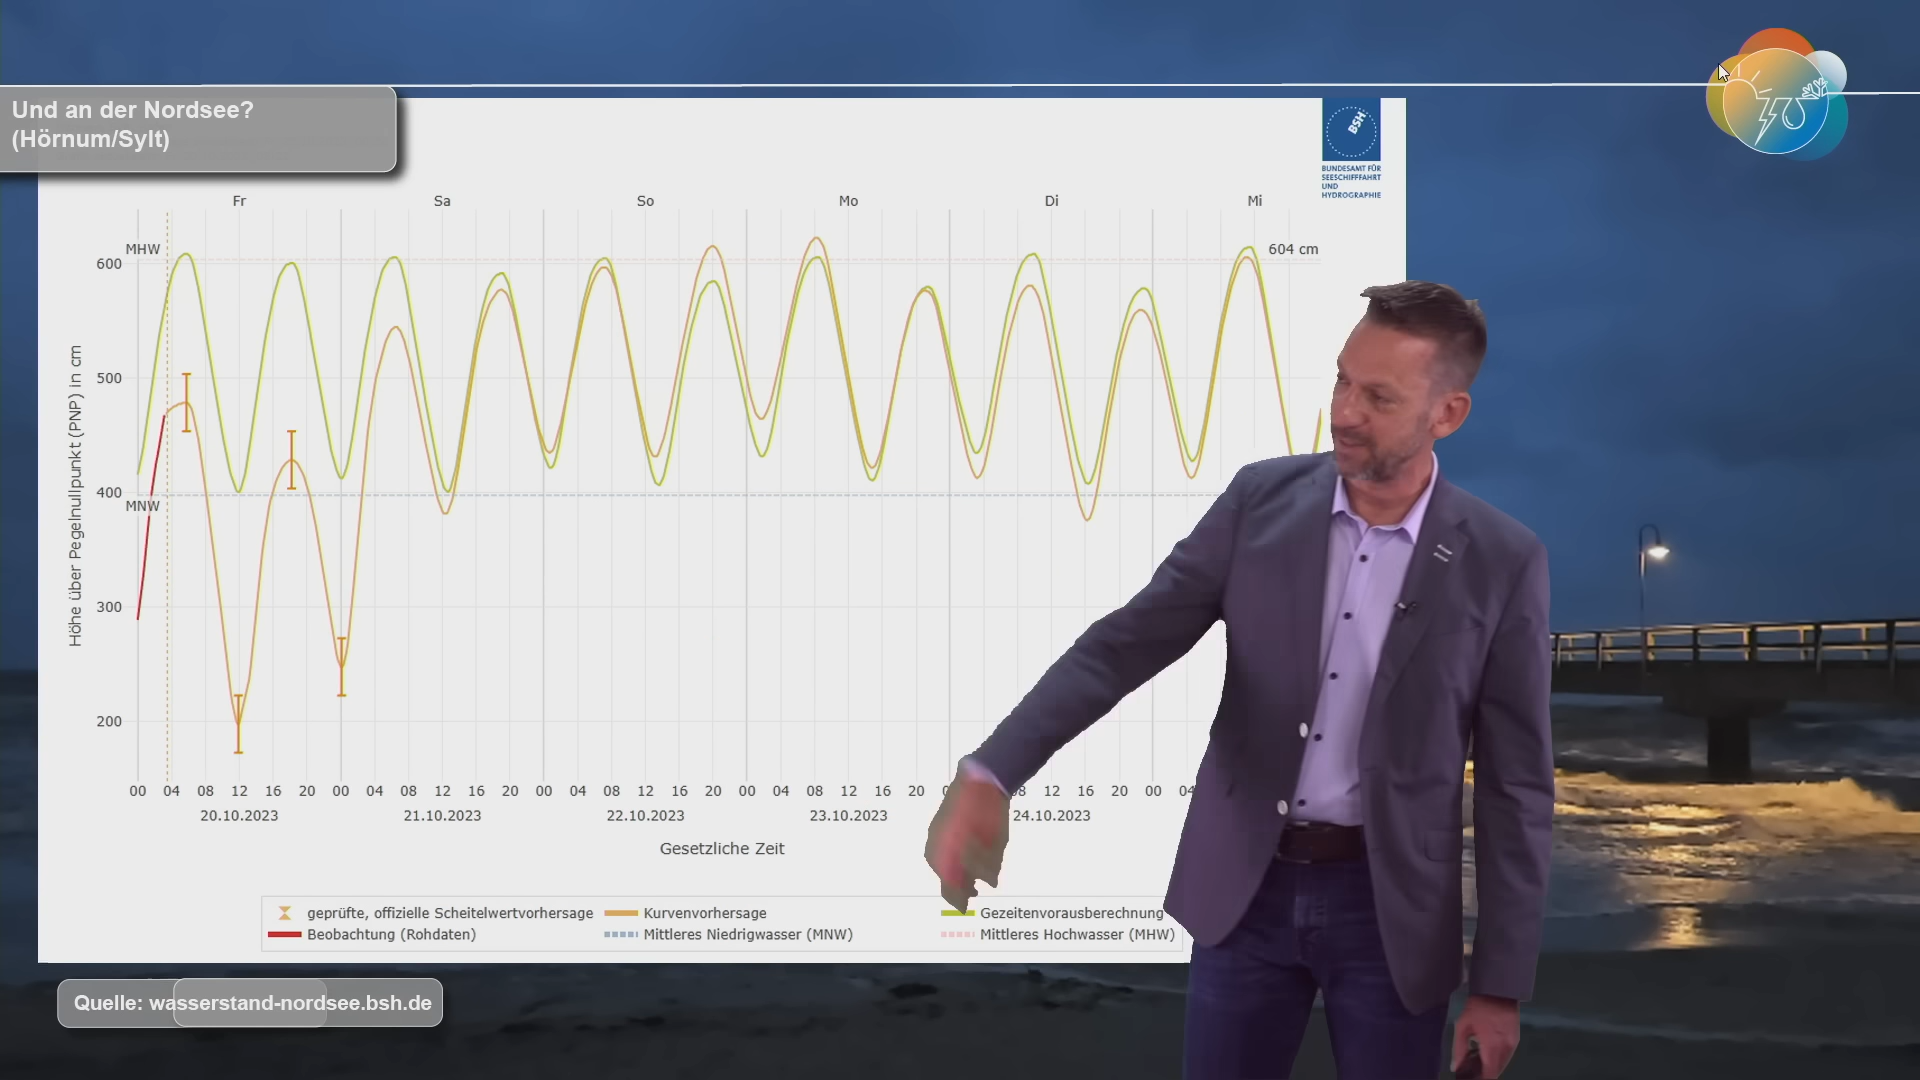 Und an der Nordsee?
(Hörnum/Sylt)
BSH
BUNDESAMT FÜR
SEESCHIFFFAHRT
UND
HYDROGRAPHIE
Fr Sa So Mo Di Mi
MHW 604 cm
600
500
400
MNW
300
200
Höhe über Pegelnullpunkt (PNP) in cm
00 04 08 12 16 20 00 04 08 12 16 20 00 04 08 12 16 20 00 04 08 12 16 20 12 16 20 00 04
20.10.2023 21.10.2023 22.10.2023 23.10.2023 24.10.2023
Gesetzliche Zeit
geprüfte, offizielle Scheitelwertvorhersage Kurvenvorhersage Gezeitenvorausberechnung
Beobachtung (Rohdaten) Mittleres Niedrigwasser (MNW) Mittleres Hochwasser (MHW)
Quelle: wasserstand-nordsee.bsh.de